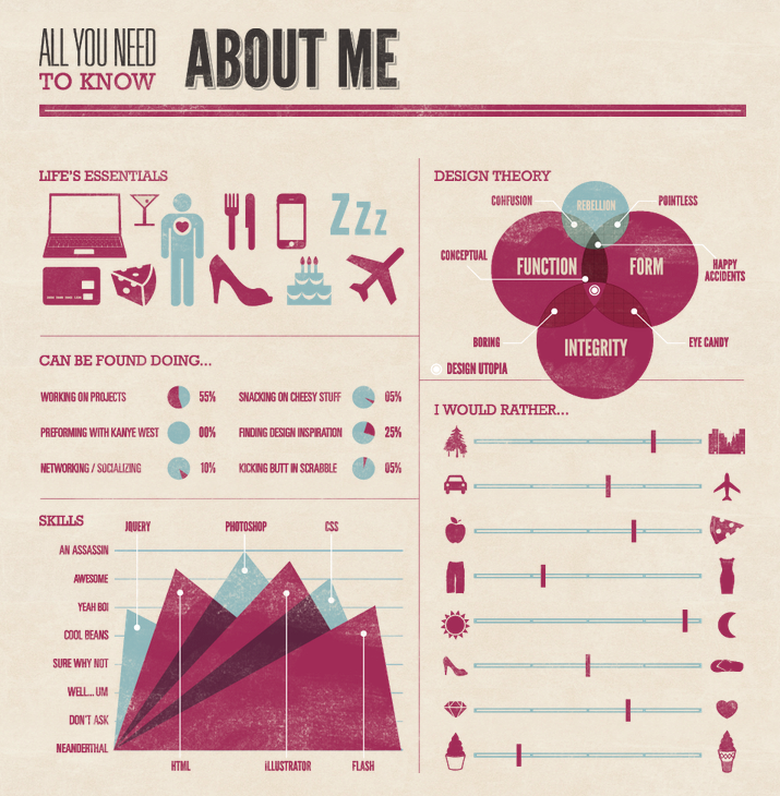 ALL YOU NEED
TO KNOW
ABOUT ME
LIFE'S ESSENTIALS
ZZZ
CAN BE FOUND DOING...
WORKING ON PROJECTS 55%
SNACKING ON CHEESY STUFF 05%
PREFORMING WITH KANYE WEST 00%
FINDING DESIGN INSPIRATION 25%
NETWORKING / SOCIALIZING 10%
KICKING BUTT IN SCRABBLE 05%
SKILLS
JQUERY
PHOTOSHOP
CSS
AN ASSASSIN
AWESOME
YEAH BOI
COOL BEANS
SURE WHY NOT
WELL... UM
DON'T ASK
NEANDERTHAL
HTML
ILLUSTRATOR
FLASH
DESIGN THEORY
CONFUSION
REBELLION
POINTLESS
CONCEPTUAL
FUNCTION
FORM
HAPPY
ACCIDENTS
BORING
INTEGRITY
EYE CANDY
DESIGN UTOPIA
I WOULD RATHER...